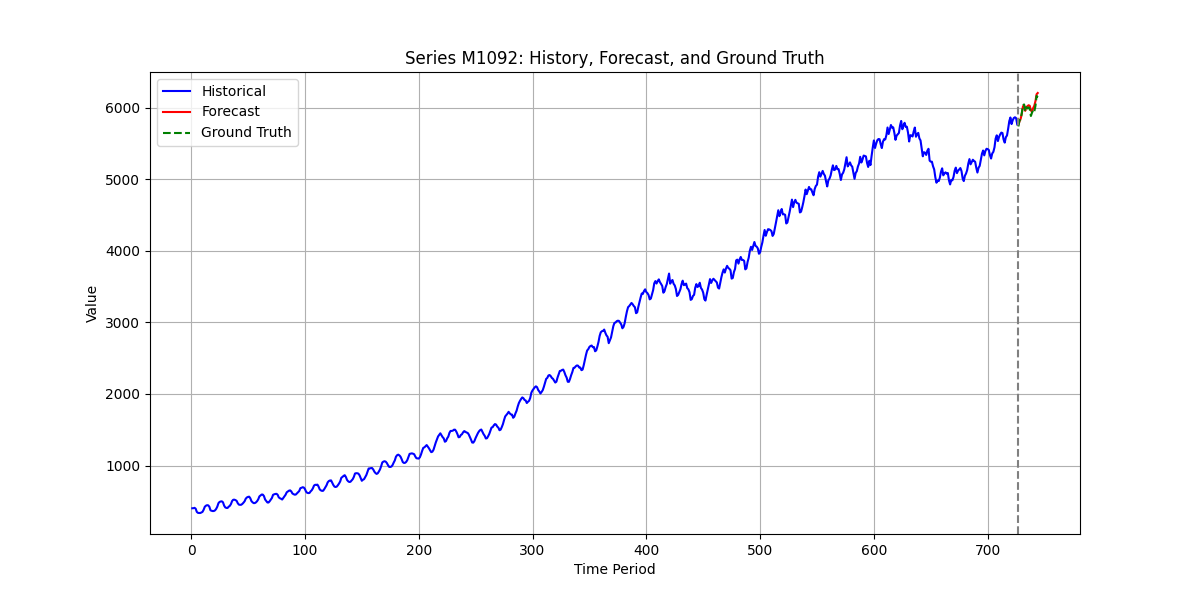 Series M1092: History, Forecast, and Ground Truth
Historical
Forecast
Ground Truth
6000
5000
4000
3000
2000
1000
Value
0 100 200 300 400 500 600 700
Time Period